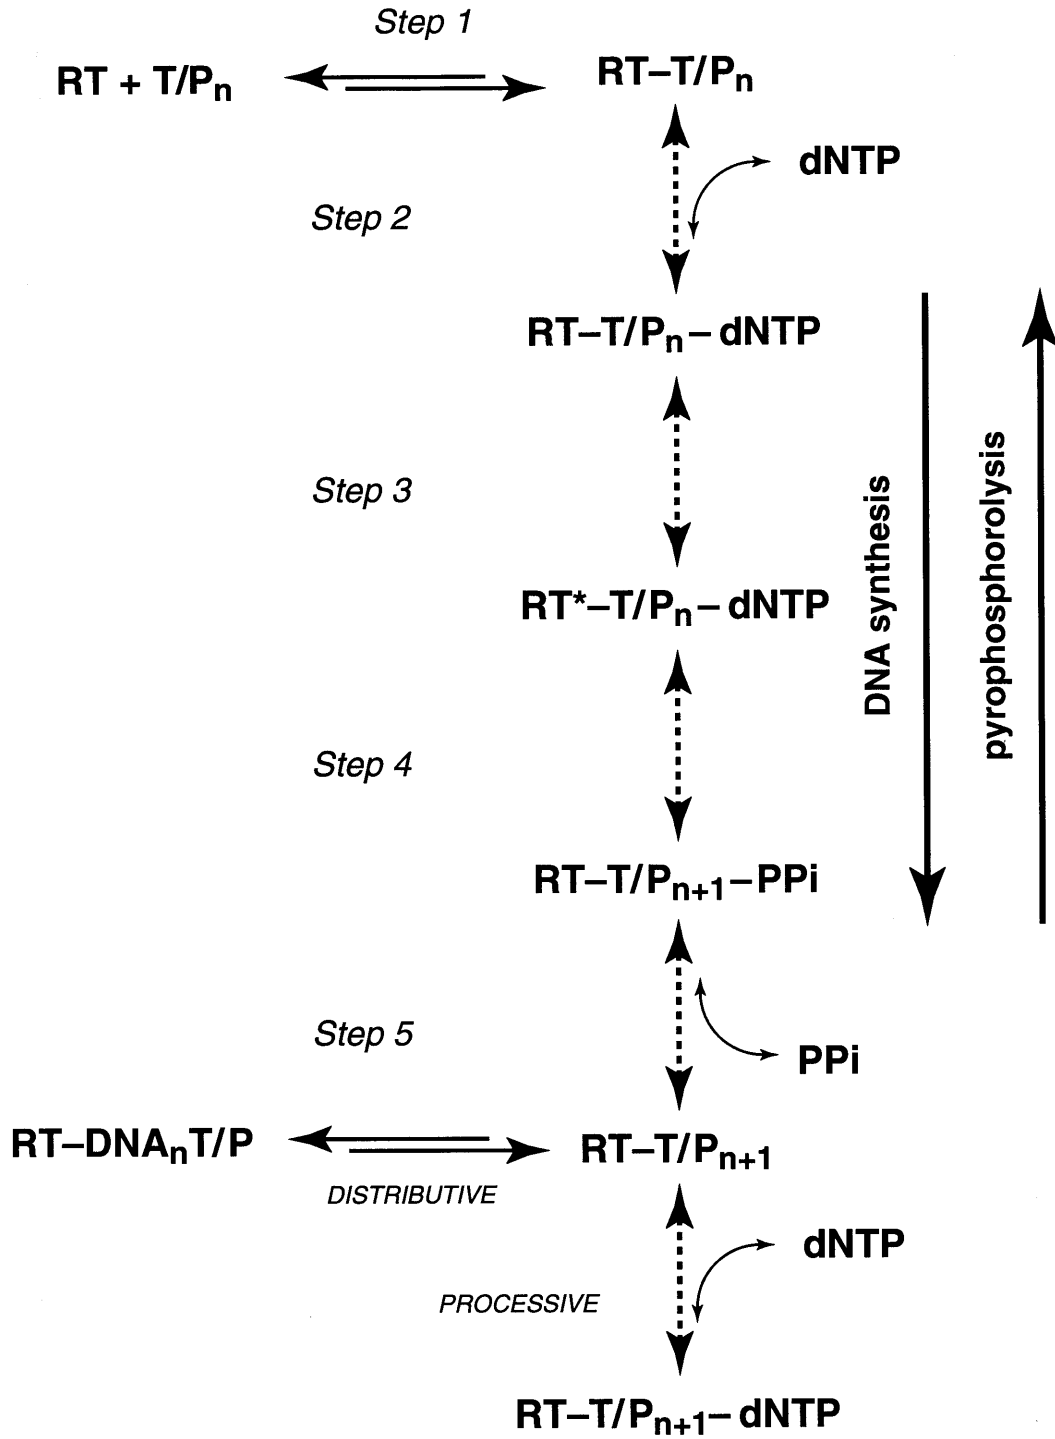 Step 1
RT + T/Pn
RT–T/Pn
dNTP
Step 2
RT–T/Pn–dNTP
Step 3
RT*–T/Pn–dNTP
DNA synthesis
pyrophosphorolysis
Step 4
RT–T/Pn+1–PPi
Step 5
PPi
RT–DNAnT/P
RT–T/Pn+1
DISTRIBUTIVE
dNTP
PROCESSIVE
RT–T/Pn+1–dNTP